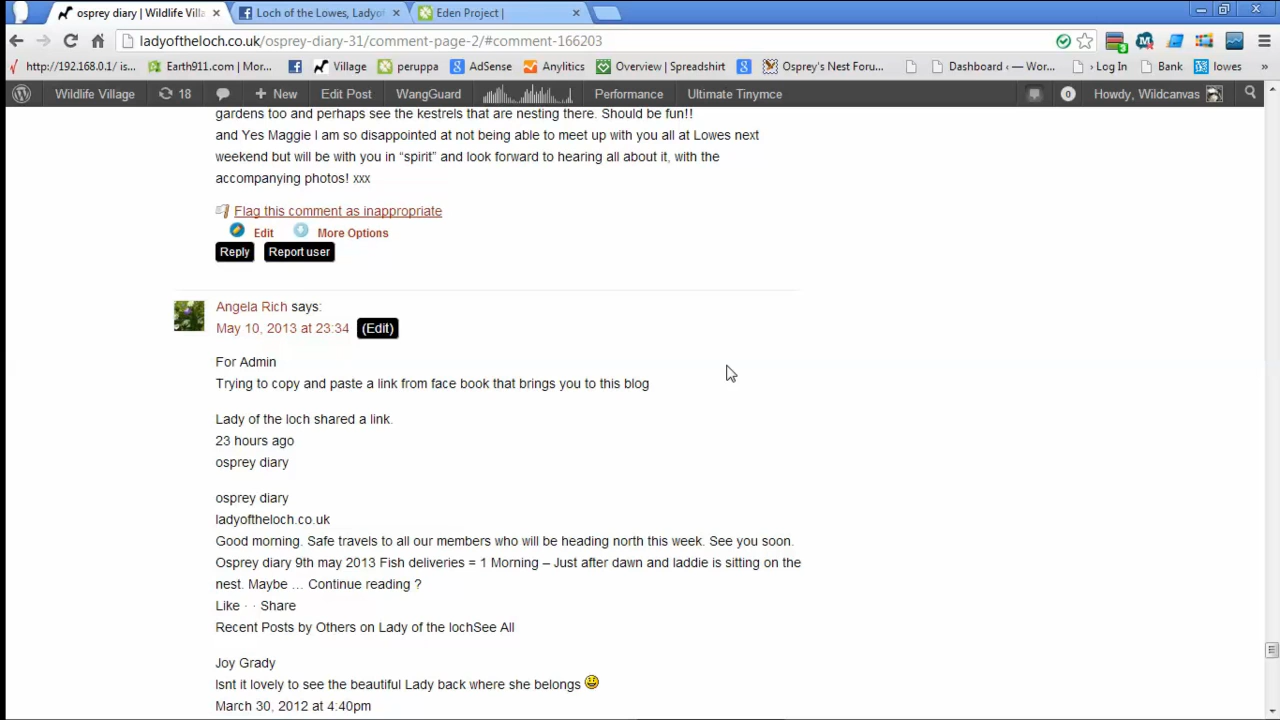 osprey diary | Wildlife Villa
Loch of the Lowes, Ladyof
Eden Project |
ladyoftheloch.co.uk/osprey-diary-31/comment-page-2/#comment-166203
http://192.168.0.1/ is...
Earth911.com | Mor...
Village
peruppa
AdSense
Anylitics
Overview | Spreadshirt
Osprey's Nest Foru...
Dashboard ‹ — Wor...
› Log In
Bank
lowes
Wildlife Village
18
New
Edit Post
WangGuard
Performance
Ultimate Tinymce
0
Howdy, Wildcanvas
gardens too and perhaps see the kestrels that are nesting there. Should be fun!!
and Yes Maggie I am so disappointed at not being able to meet up with you all at Lowes next
weekend but will be with you in “spirit” and look forward to hearing all about it, with the
accompanying photos! xxx
Flag this comment as inappropriate
Edit More Options
Reply Report user
Angela Rich says:
May 10, 2013 at 23:34 (Edit)
For Admin
Trying to copy and paste a link from face book that brings you to this blog
Lady of the loch shared a link.
23 hours ago
osprey diary
osprey diary
ladyoftheloch.co.uk
Good morning. Safe travels to all our members who will be heading north this week. See you soon.
Osprey diary 9th may 2013 Fish deliveries = 1 Morning – Just after dawn and laddie is sitting on the
nest. Maybe … Continue reading ?
Like · · Share
Recent Posts by Others on Lady of the lochSee All
Joy Grady
Isnt it lovely to see the beautiful Lady back where she belongs
March 30, 2012 at 4:40pm